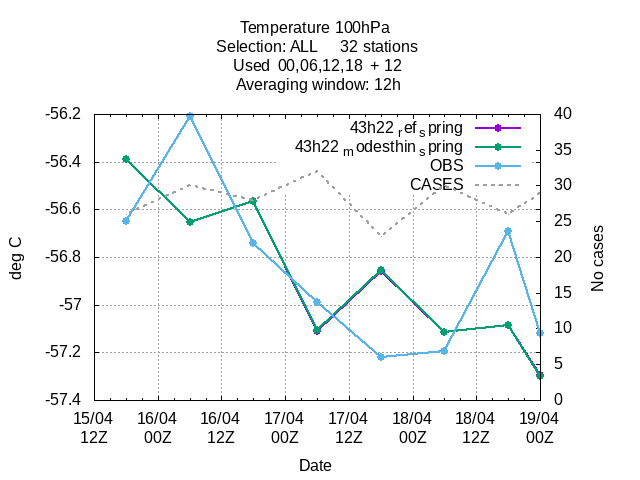 Temperature 100hPa
Selection: ALL 32 stations
Used 00,06,12,18 + 12
Averaging window: 12h
43h22 ref spring
43h22 modesthin spring
OBS
CASES
-56.2
-56.4
-56.6
-56.8
-57
-57.2
-57.4
deg C
40
35
30
25
20
15
10
5
0
No cases
15/04 16/04 16/04 17/04 17/04 18/04 18/04 19/04
12Z 00Z 12Z 00Z 12Z 00Z 12Z 00Z
Date